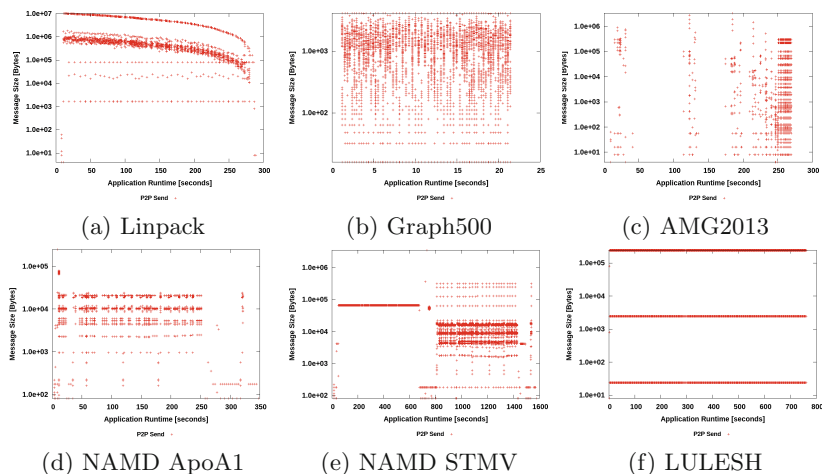 1.0e+07
1.0e+06
1.0e+05
1.0e+04
1.0e+03
1.0e+02
1.0e+01
Message Size [Bytes]
0 50 100 150 200 250 300
Application Runtime [seconds]
P2P Send
(a) Linpack
1.0e+03
1.0e+02
Message Size [Bytes]
0 5 10 15 20 25
Application Runtime [seconds]
P2P Send
(b) Graph500
1.0e+06
1.0e+05
1.0e+04
1.0e+03
1.0e+02
1.0e+01
Message Size [Bytes]
0 50 100 150 200 250 300
Application Runtime [seconds]
P2P Send
(c) AMG2013
1.0e+05
1.0e+04
1.0e+03
1.0e+02
Message Size [Bytes]
0 50 100 150 200 250 300 350
Application Runtime [seconds]
P2P Send
(d) NAMD ApoA1
1.0e+06
1.0e+05
1.0e+04
1.0e+03
1.0e+02
Message Size [Bytes]
0 200 400 600 800 1000 1200 1400 1600
Application Runtime [seconds]
P2P Send
(e) NAMD STMV
1.0e+05
1.0e+04
1.0e+03
1.0e+02
1.0e+01
Message Size [Bytes]
0 100 200 300 400 500 600 700 800
Application Runtime [seconds]
P2P Send
(f) LULESH